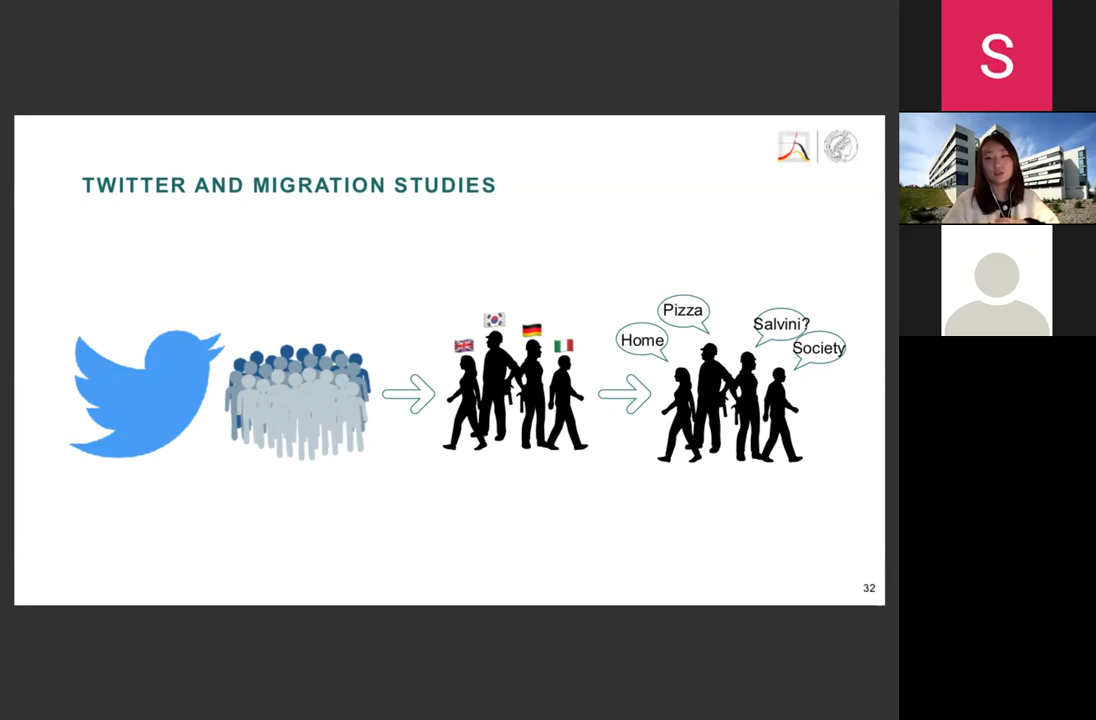 S
TWITTER AND MIGRATION STUDIES
Pizza
Home
Salvini?
Society
32